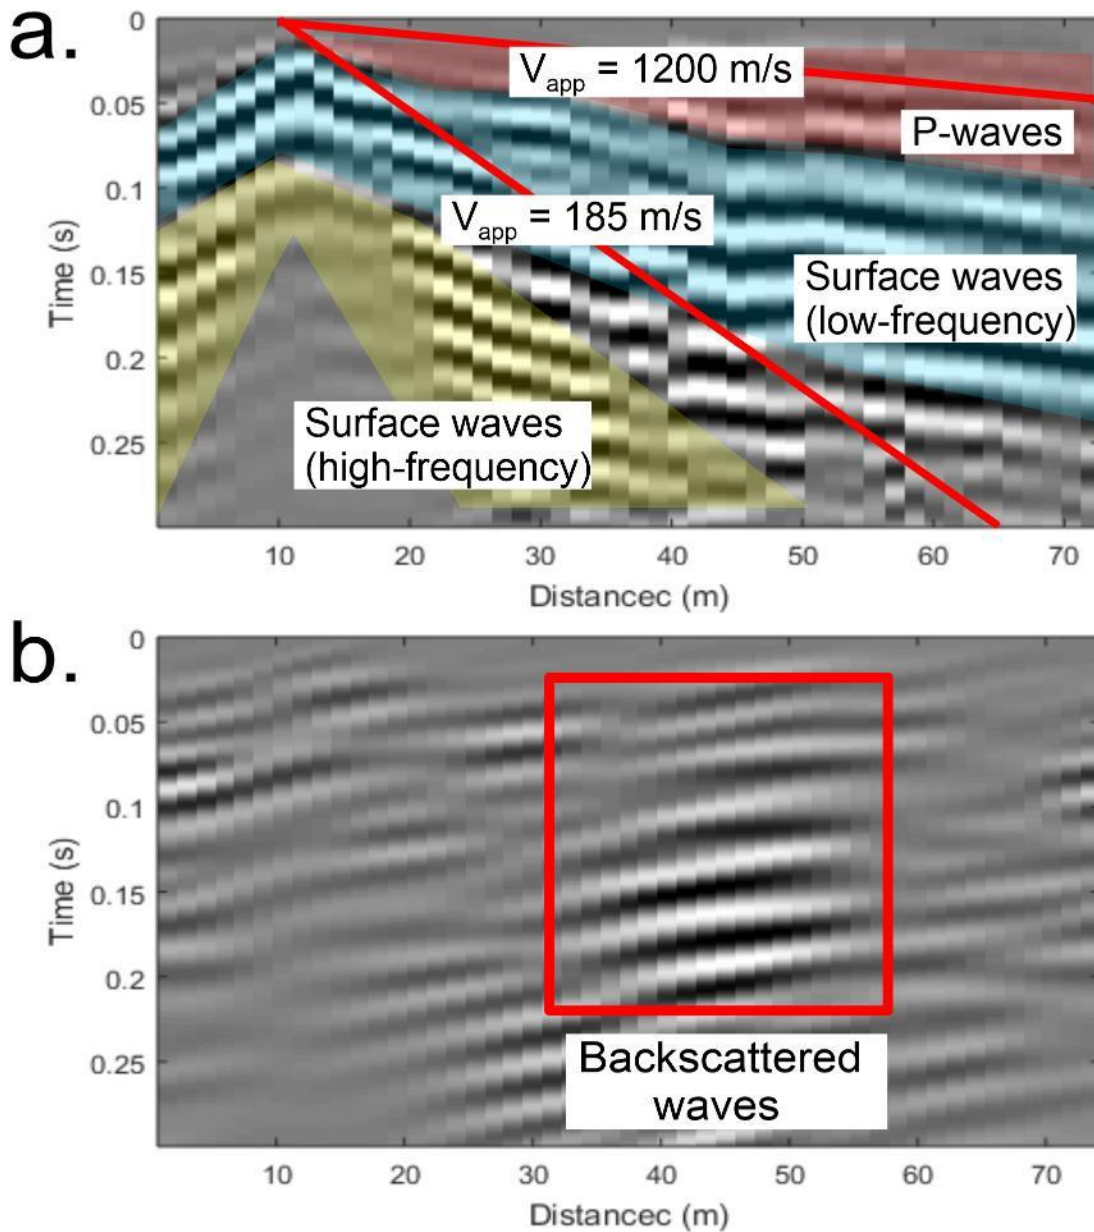 a.
0
V_app = 1200 m/s
0.05
P-waves
0.1
V_app = 185 m/s
0.15
Surface waves
(low-frequency)
0.2
Surface waves
(high-frequency)
0.25
Time (s)
10 20 30 40 50 60 70
Distancec (m)
b.
0
0.05
0.1
0.15
0.2
0.25
Time (s)
Backscattered
waves
10 20 30 40 50 60 70
Distancec (m)